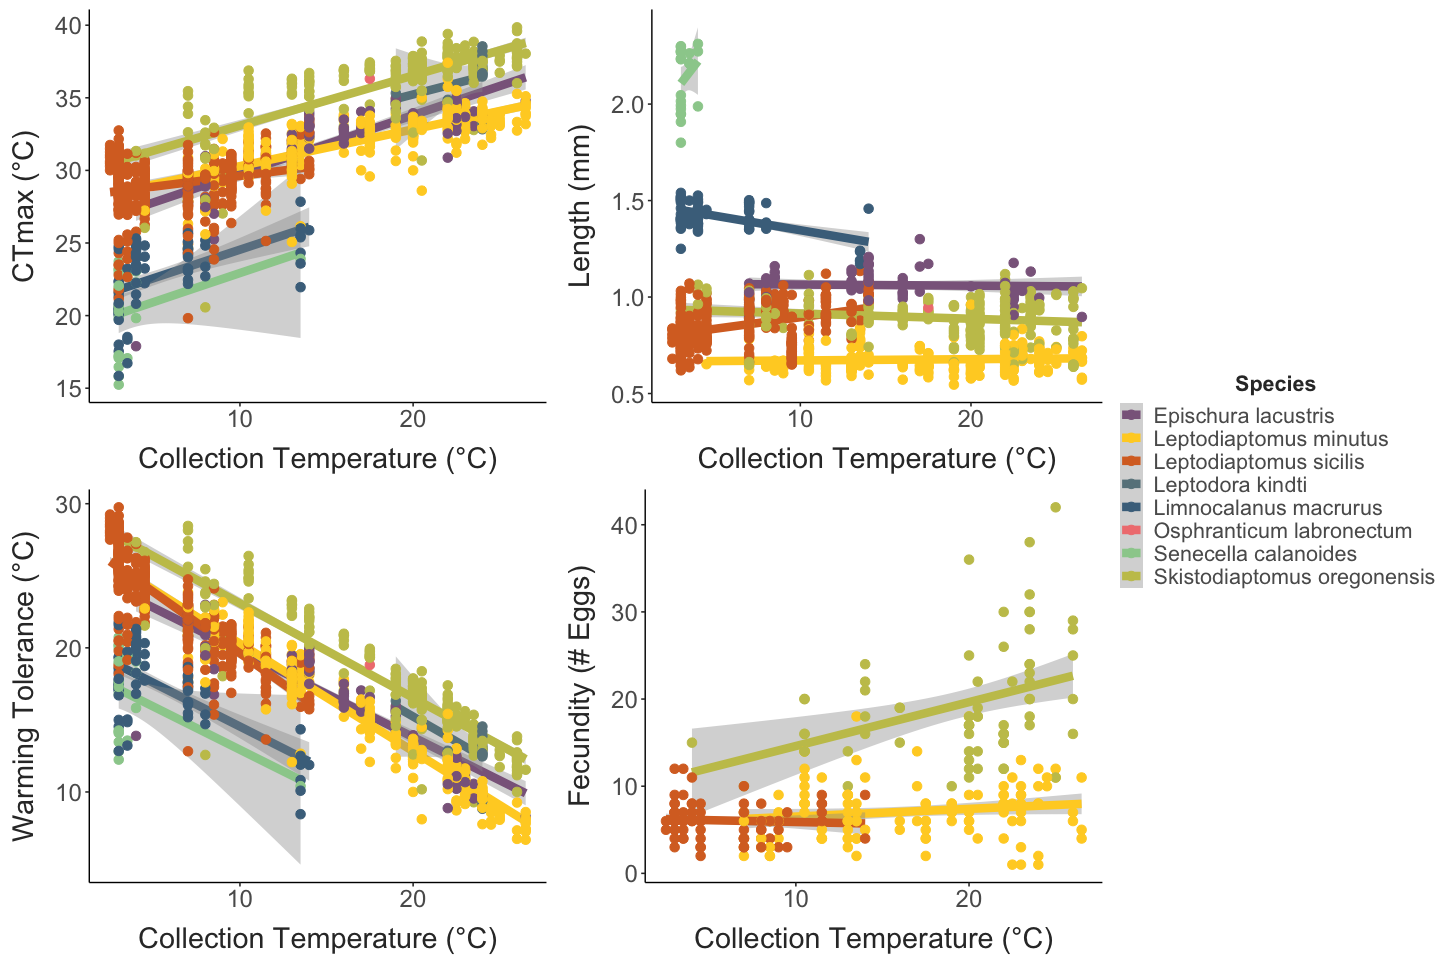 CTmax (°C)
40
35
30
25
20
15
10
20
Collection Temperature (°C)
Length (mm)
2.0
1.5
1.0
0.5
10
20
Collection Temperature (°C)
Warming Tolerance (°C)
30
20
10
10
20
Collection Temperature (°C)
Fecundity (# Eggs)
40
30
20
10
0
10
20
Collection Temperature (°C)
Species
Epischura lacustris
Leptodiaptomus minutus
Leptodiaptomus sicilis
Leptodora kindti
Limnocalanus macrurus
Osphranticum labronectum
Senecella calanoides
Skistodiaptomus oregonensis